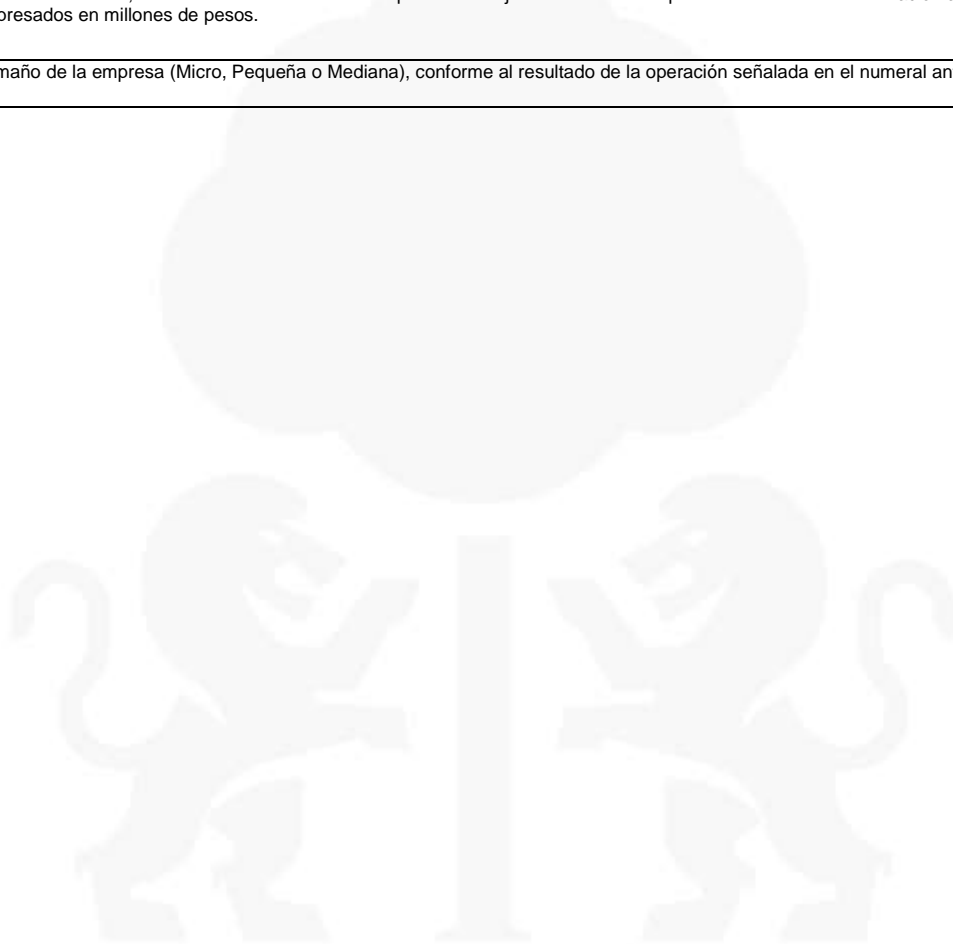 presados en millones de pesos.
maño de la empresa (Micro, Pequeña o Mediana), conforme al resultado de la operación señalada en el numeral an